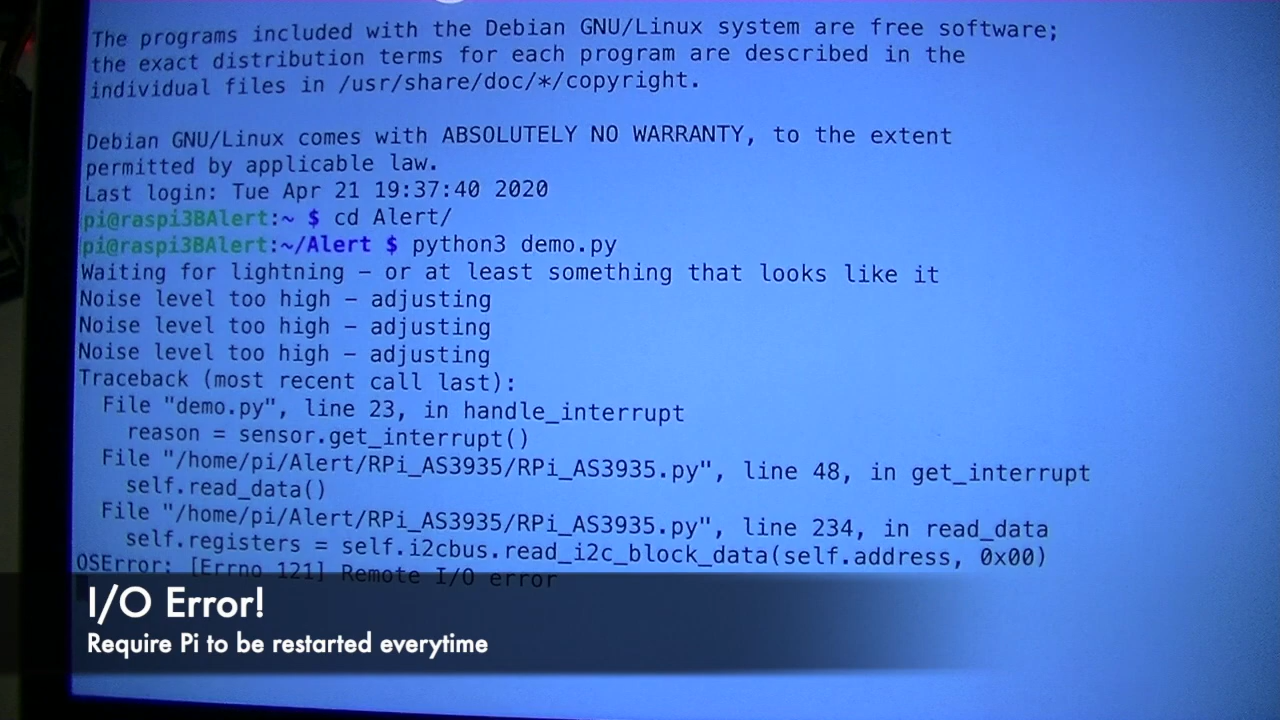 The programs included with the Debian GNU/Linux system are free software;
the exact distribution terms for each program are described in the
individual files in /usr/share/doc/*/copyright.
Debian GNU/Linux comes with ABSOLUTELY NO WARRANTY, to the extent
permitted by applicable law.
Last login: Tue Apr 21 19:37:40 2020
pi@raspi3BAlert:~ $ cd Alert/
pi@raspi3BAlert:~/Alert $ python3 demo.py
Waiting for lightning – or at least something that looks like it
Noise level too high – adjusting
Noise level too high – adjusting
Noise level too high – adjusting
Traceback (most recent call last):
File "demo.py", line 23, in handle_interrupt
reason = sensor.get_interrupt()
File "/home/pi/Alert/RPi_AS3935/RPi_AS3935.py", line 48, in get_interrupt
self.read_data()
File "/home/pi/Alert/RPi_AS3935/RPi_AS3935.py", line 234, in read_data
self.registers = self.i2cbus.read_i2c_block_data(self.address, 0x00)
OSError: [Errno 121] Remote I/O error
I/O Error!
Require Pi to be restarted everytime